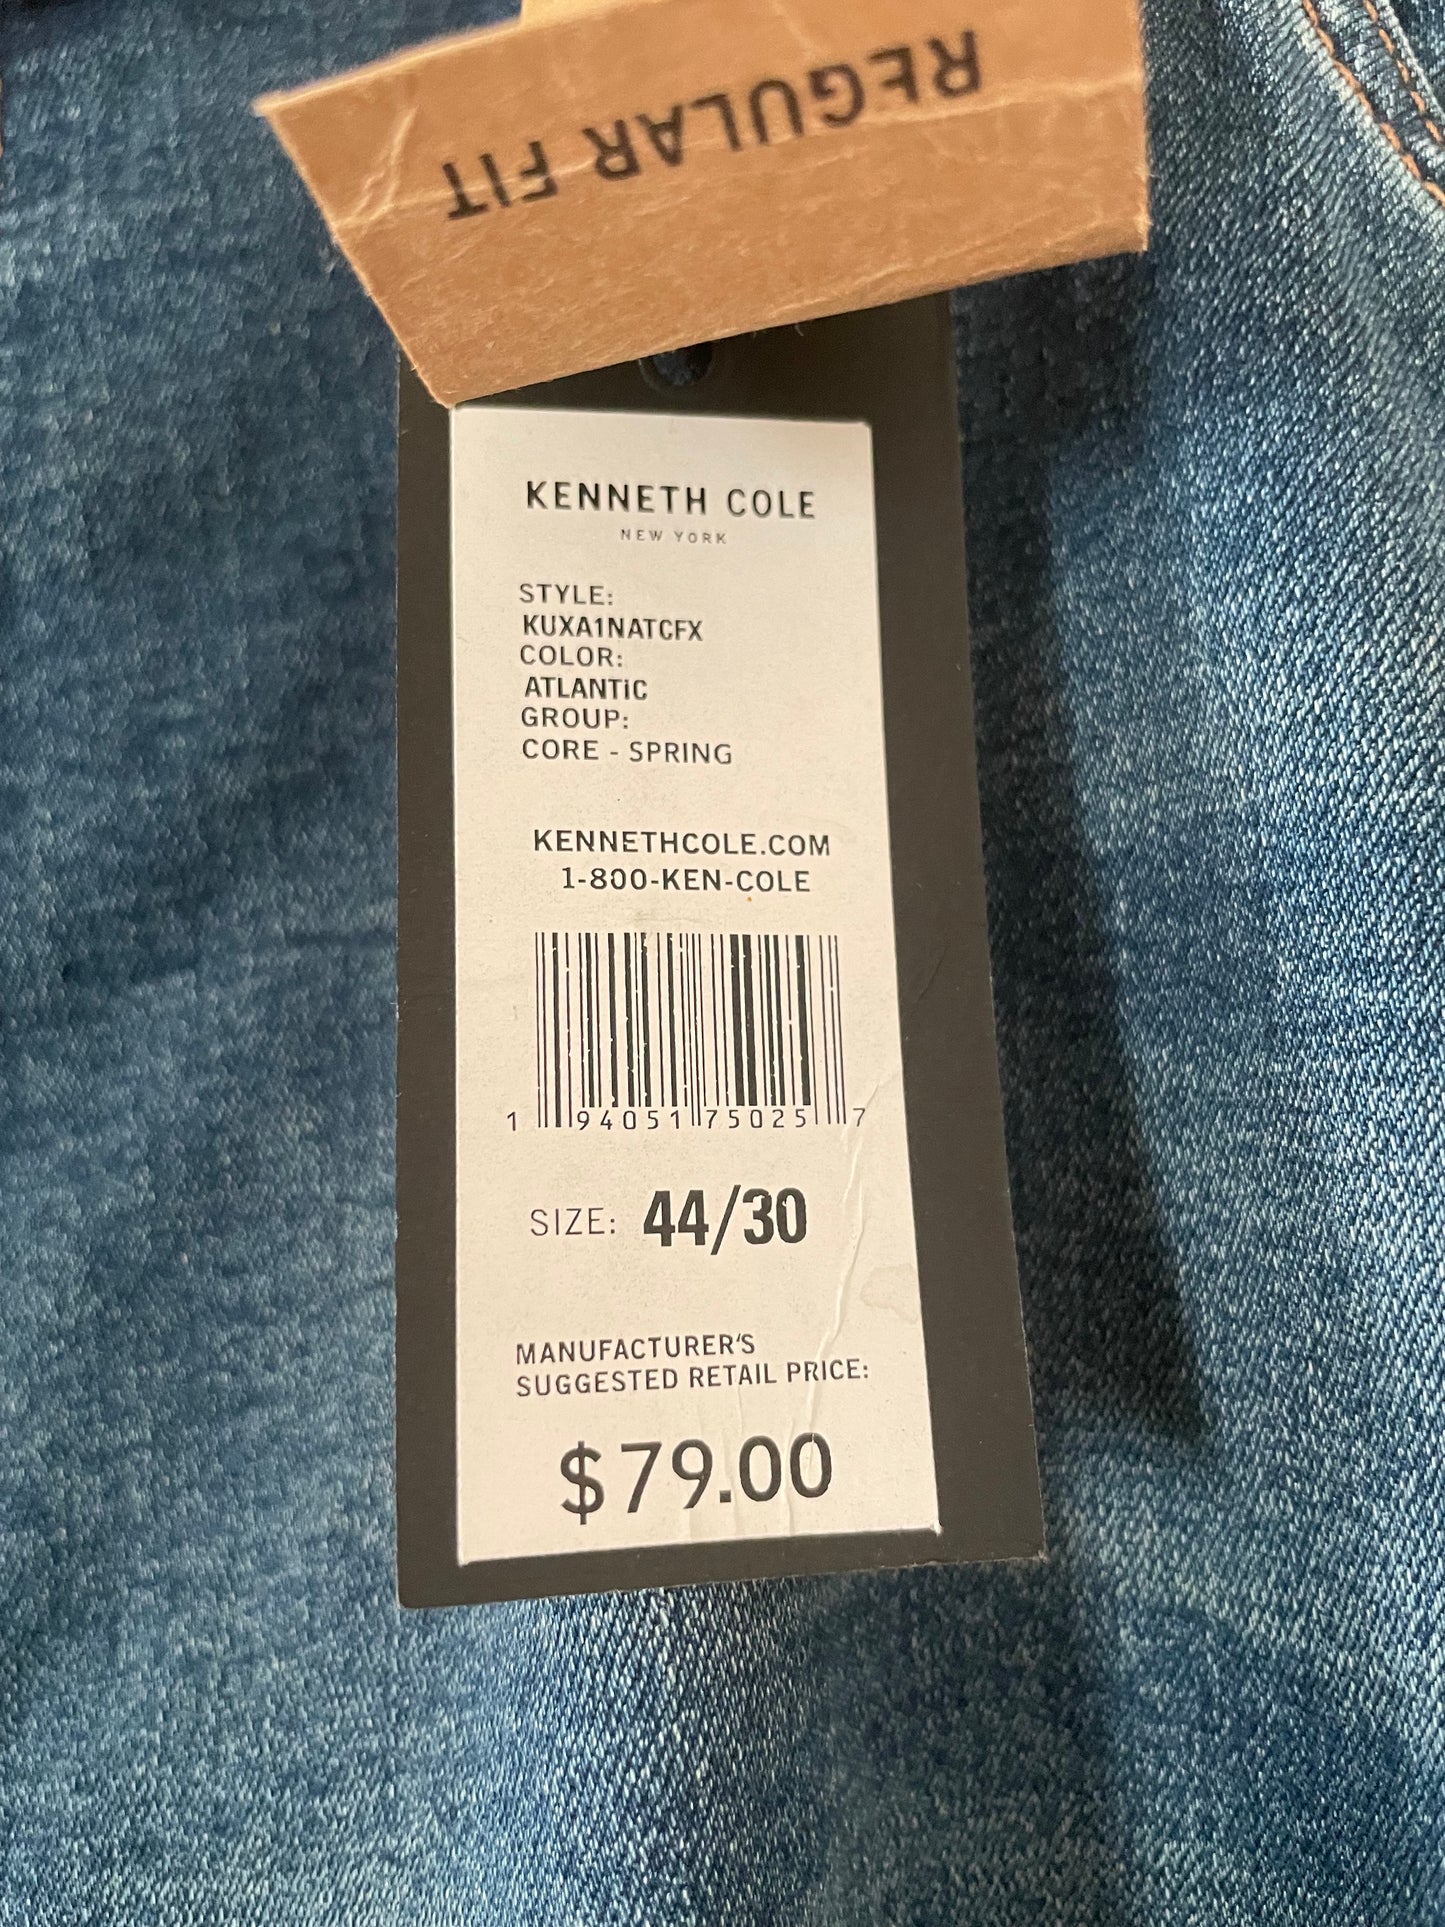 REGULAR FIT
KENNETH COLE
NEW YORK
STYLE:
KUXA1NATCFX
COLOR:
ATLANTIC
GROUP:
CORE - SPRING
KENNETHCOLE.COM
1-800-KEN-COLE
1 94051 75025 7
SIZE: 44/30
MANUFACTURER'S
SUGGESTED RETAIL PRICE:
$79.00